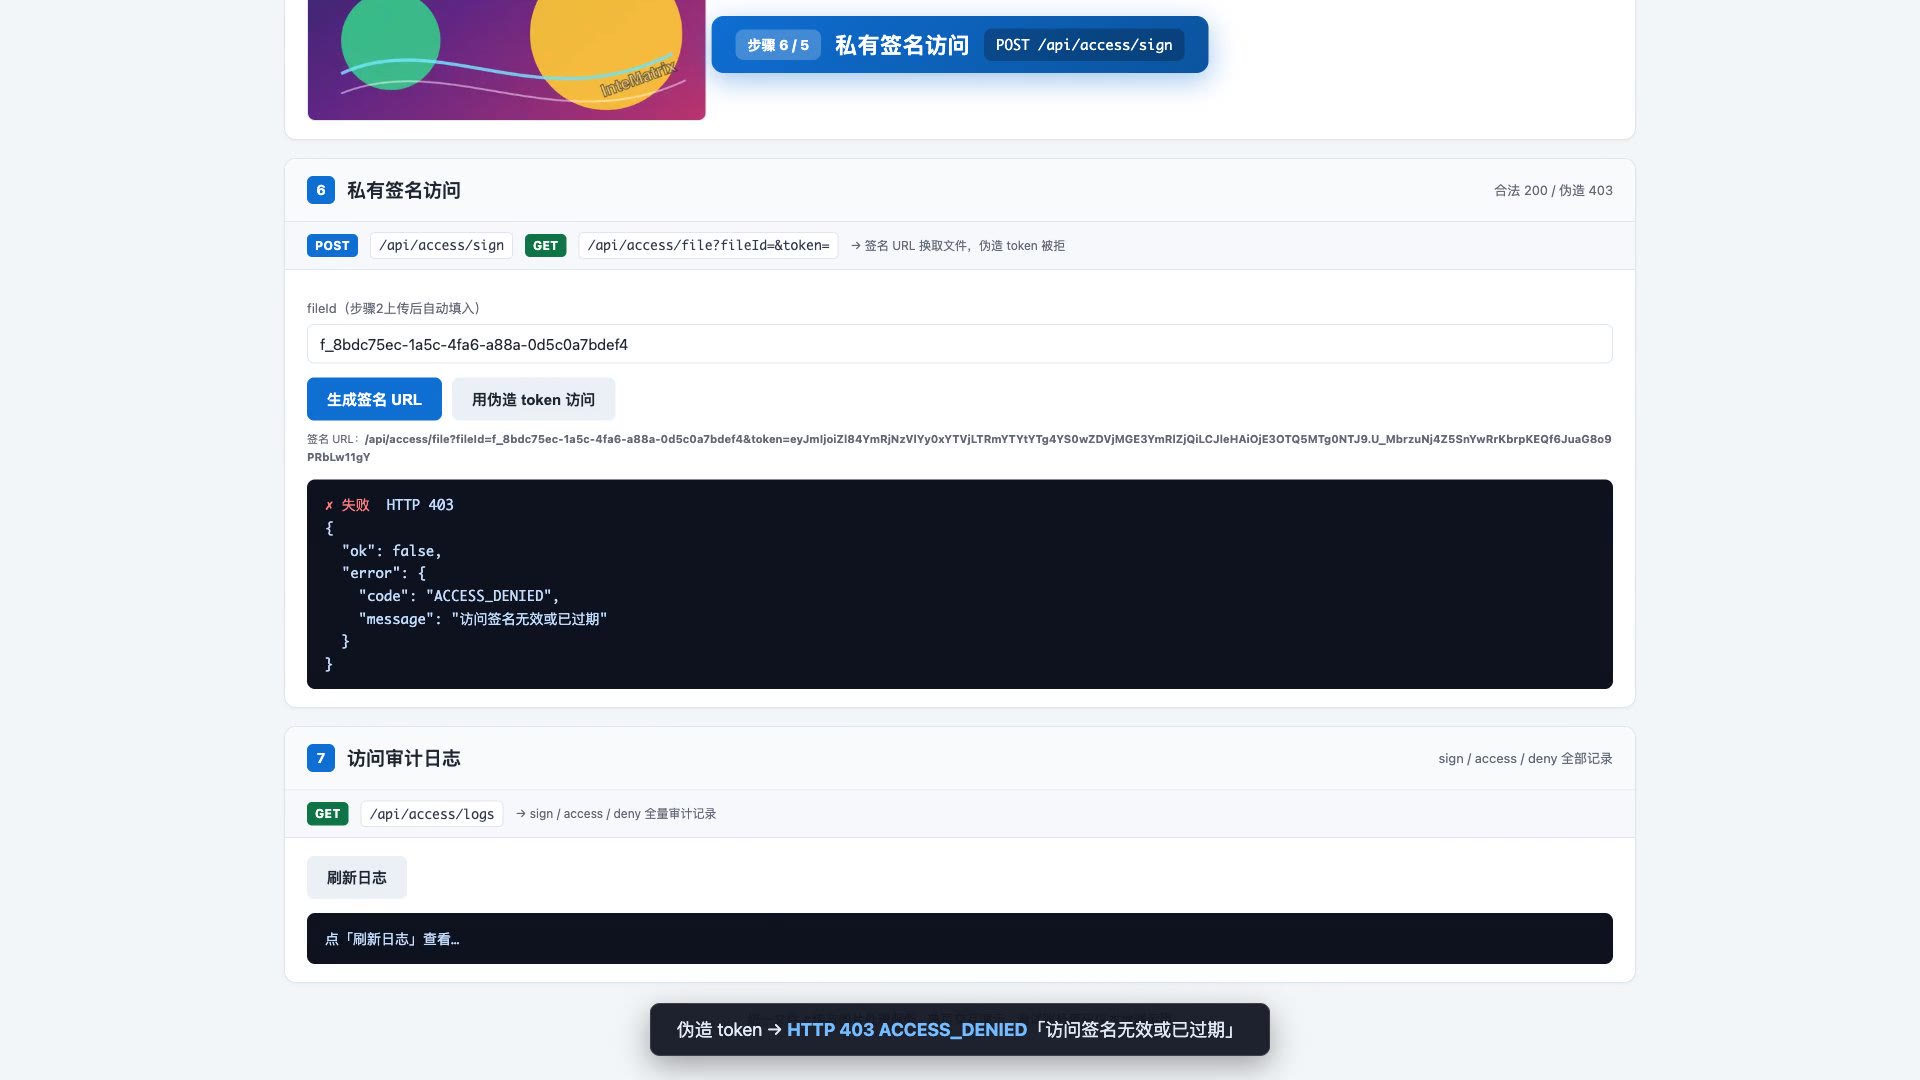 InteMatrix
步骤 6 / 5 私有签名访问 POST /api/access/sign
6 私有签名访问 合法 200 / 伪造 403
POST /api/access/sign GET /api/access/file?fileId=&token= → 签名 URL 换取文件，伪造 token 被拒
fileId（步骤2上传后自动填入）
f_8bdc75ec-1a5c-4fa6-a88a-0d5c0a7bdef4
生成签名 URL 用伪造 token 访问
签名 URL：/api/access/file?fileId=f_8bdc75ec-1a5c-4fa6-a88a-0d5c0a7bdef4&token=eyJmIjoiZl84YmRjNzVlYy0xYTVjLTRmYTYtYTg4YS0wZDVjMGE3YmRlZjQiLCJleHAiOjE3OTQ5MTg0NTJ9.U_MbrzuNj4Z5SnYwRrKbrpKEQf6JuaG8o9
PRbLw11gY
✗ 失败 HTTP 403
{
"ok": false,
"error": {
"code": "ACCESS_DENIED",
"message": "访问签名无效或已过期"
}
}
7 访问审计日志 sign / access / deny 全部记录
GET /api/access/logs → sign / access / deny 全量审计记录
刷新日志
点「刷新日志」查看…
伪造 token → HTTP 403 ACCESS_DENIED「访问签名无效或已过期」